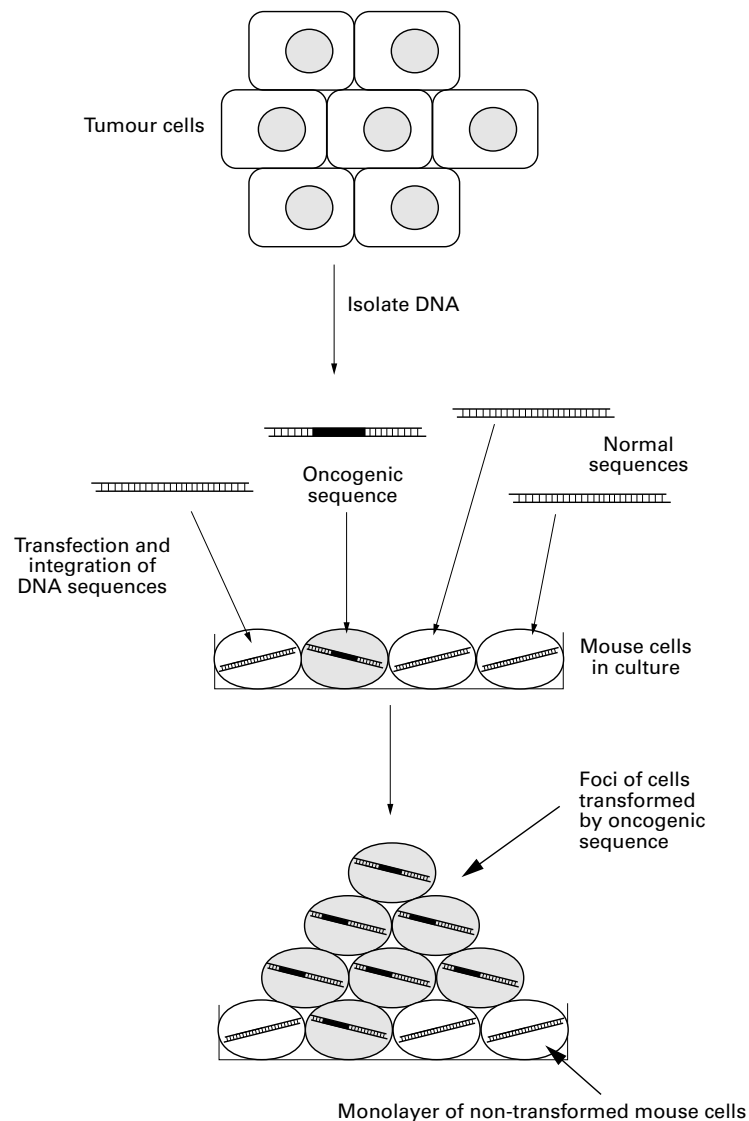 Tumour cells
Isolate DNA
Oncogenic
sequence
Normal
sequences
Transfection and
integration of
DNA sequences
Mouse cells
in culture
Foci of cells
transformed
by oncogenic
sequence
Monolayer of non-transformed mouse cells